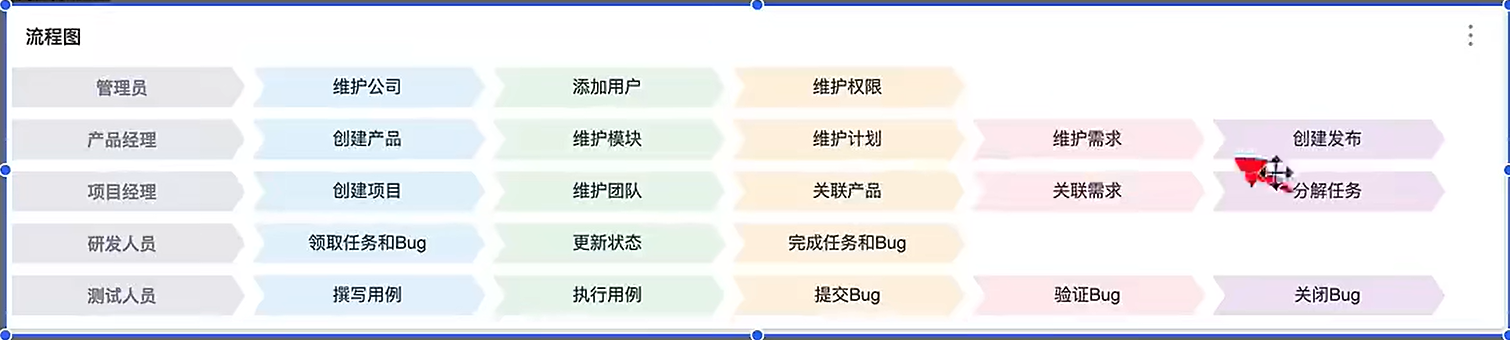 流程图
管理员 维护公司 添加用户 维护权限
产品经理 创建产品 维护模块 维护计划 维护需求 创建发布
项目经理 创建项目 维护团队 关联产品 关联需求 分解任务
研发人员 领取任务和Bug 更新状态 完成任务和Bug
测试人员 撰写用例 执行用例 提交Bug 验证Bug 关闭Bug